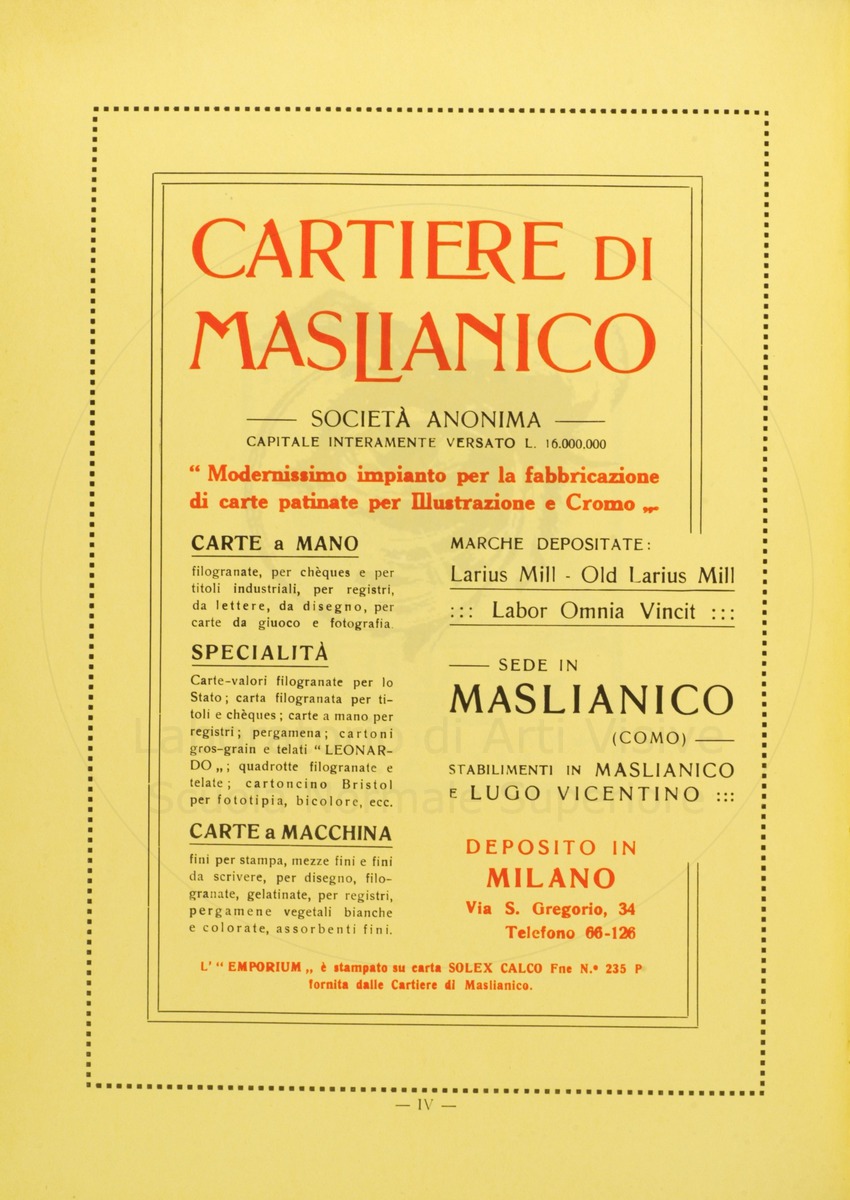 CARTIERE DI
MASLIANICO
SOCIETÀ ANONIMA
CAPITALE INTERAMENTE VERSATO L. 16.000.000
“ Modernissimo impianto per la fabbricazione
di carte patinate per Illustrazione e Cromo „
CARTE a MANO
filogranate, per chèques e per
titoli industriali, per registri,
da lettere, da disegno, per
carte da giuoco e fotografia.
SPECIALITÀ
Carte-valori filogranate per lo
Stato; carta filogranata per ti-
toli e chèques; carte a mano per
registri; pergamena; cartoni
gros-grain e telati “ LEONAR-
DO „; quadrotte filogranate e
telate; cartoncino Bristol
per fototipia, bicolore, ecc.
CARTE a MACCHINA
fini per stampa, mezze fini e fini
da scrivere, per disegno, filo-
granate, gelatinate, per registri,
pergamene vegetali bianche
e colorate, assorbenti fini.
MARCHE DEPOSITATE:
Larius Mill - Old Larius Mill
::: Labor Omnia Vincit :::
SEDE IN
MASLIANICO
(COMO)
STABILIMENTI IN MASLIANICO
E LUGO VICENTINO :::
DEPOSITO IN
MILANO
Via S. Gregorio, 34
Telefono 66-126
L' “ EMPORIUM „ è stampato su carta SOLEX CALCO Fne N.° 235 P
fornita dalle Cartiere di Maslianico.
— IV —